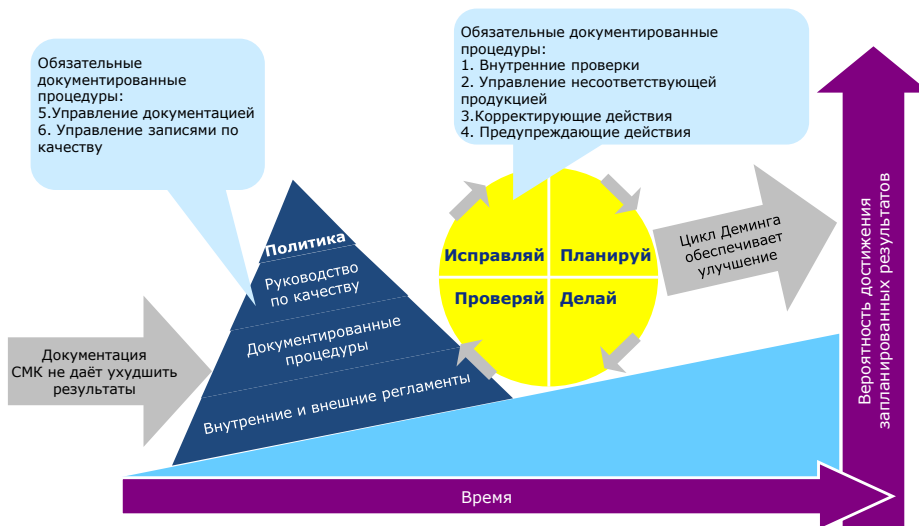 Обязательные
документированные
процедуры:
5.Управление документацией
6. Управление записями по
качеству
Обязательные документированные
процедуры:
1. Внутренние проверки
2. Управление несоответствующей
продукцией
3.Корректирующие действия
4. Предупреждающие действия
Политика
Руководство
по качеству
Документированные
процедуры
Внутренние и внешние регламенты
Исправляй
Планируй
Проверяй
Делай
Цикл Деминга
обеспечивает
улучшение
Документация
СМК не даёт ухудшить
результаты
Вероятность достижения
запланированных результатов
Время